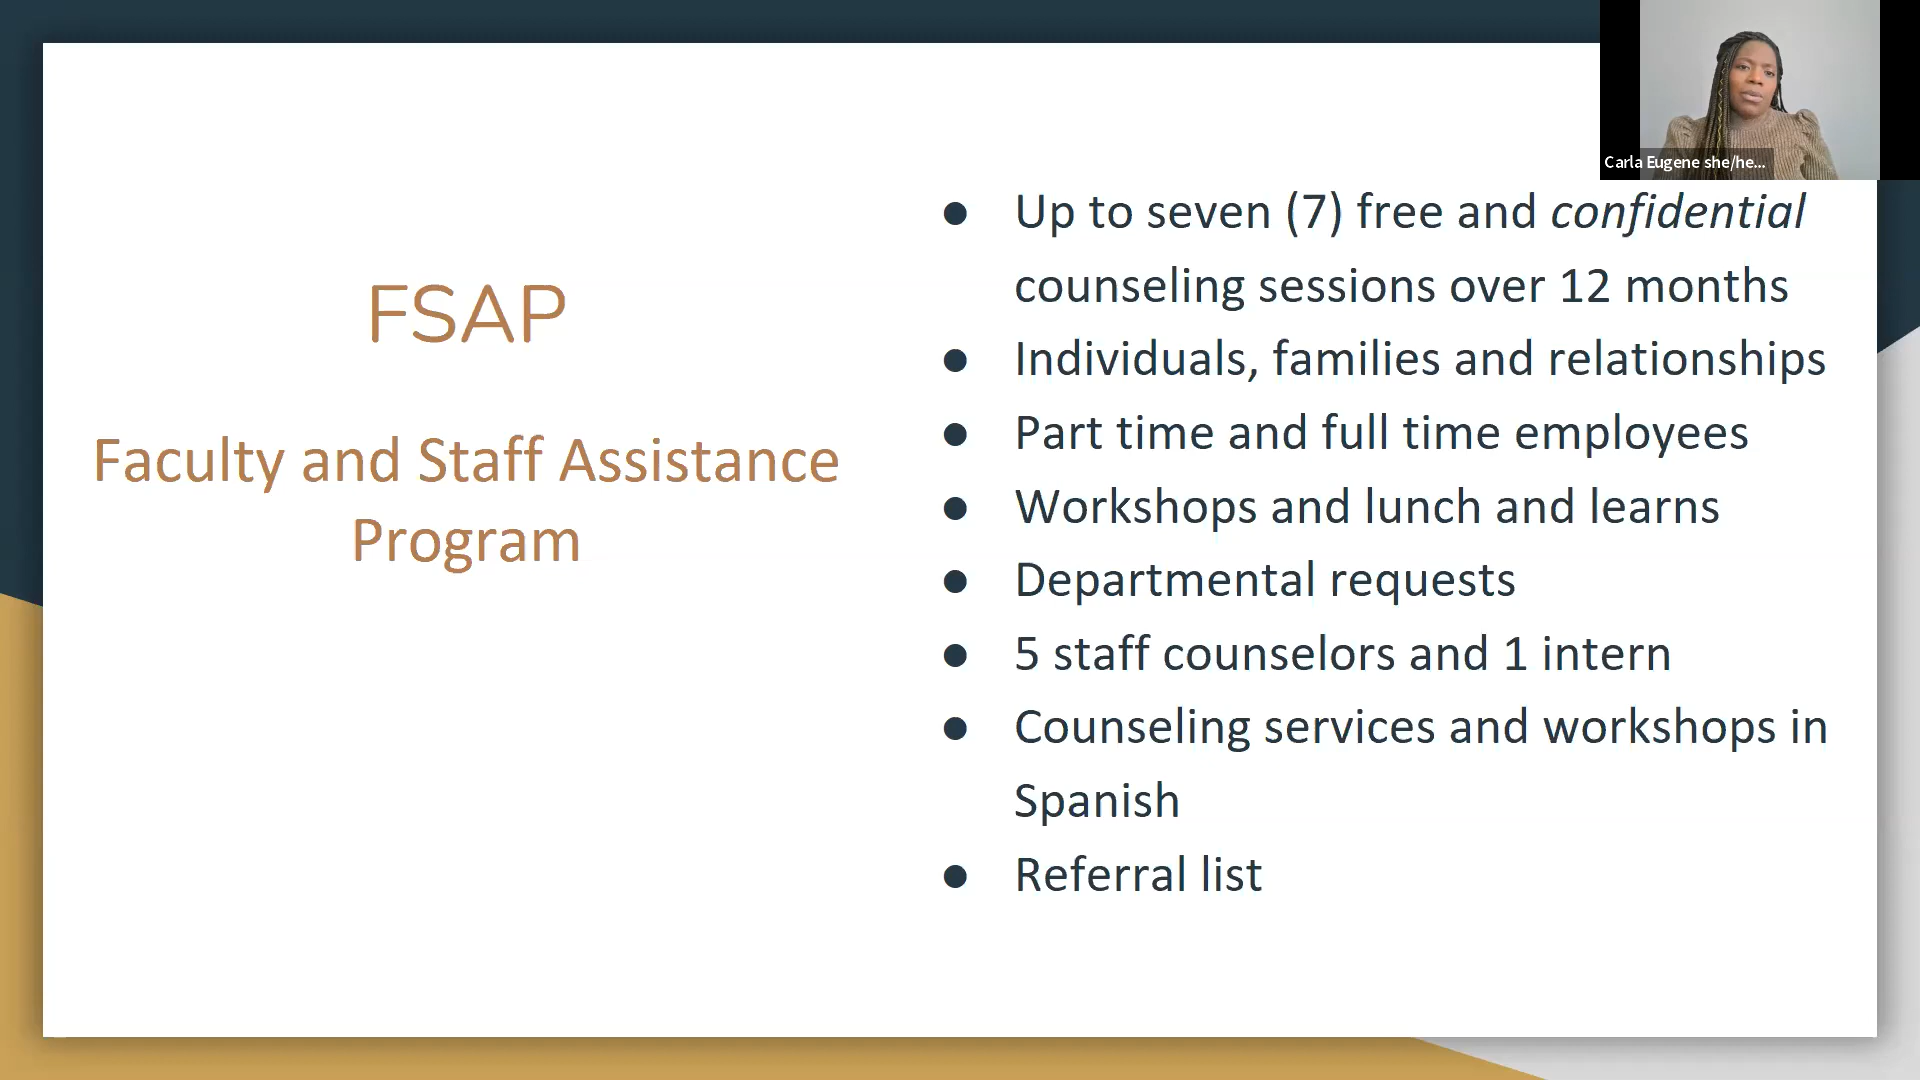 FSAP
Faculty and Staff Assistance
Program
● Up to seven (7) free and confidential
counseling sessions over 12 months
● Individuals, families and relationships
● Part time and full time employees
● Workshops and lunch and learns
● Departmental requests
● 5 staff counselors and 1 intern
● Counseling services and workshops in
Spanish
● Referral list
Carla Eugene she/he...